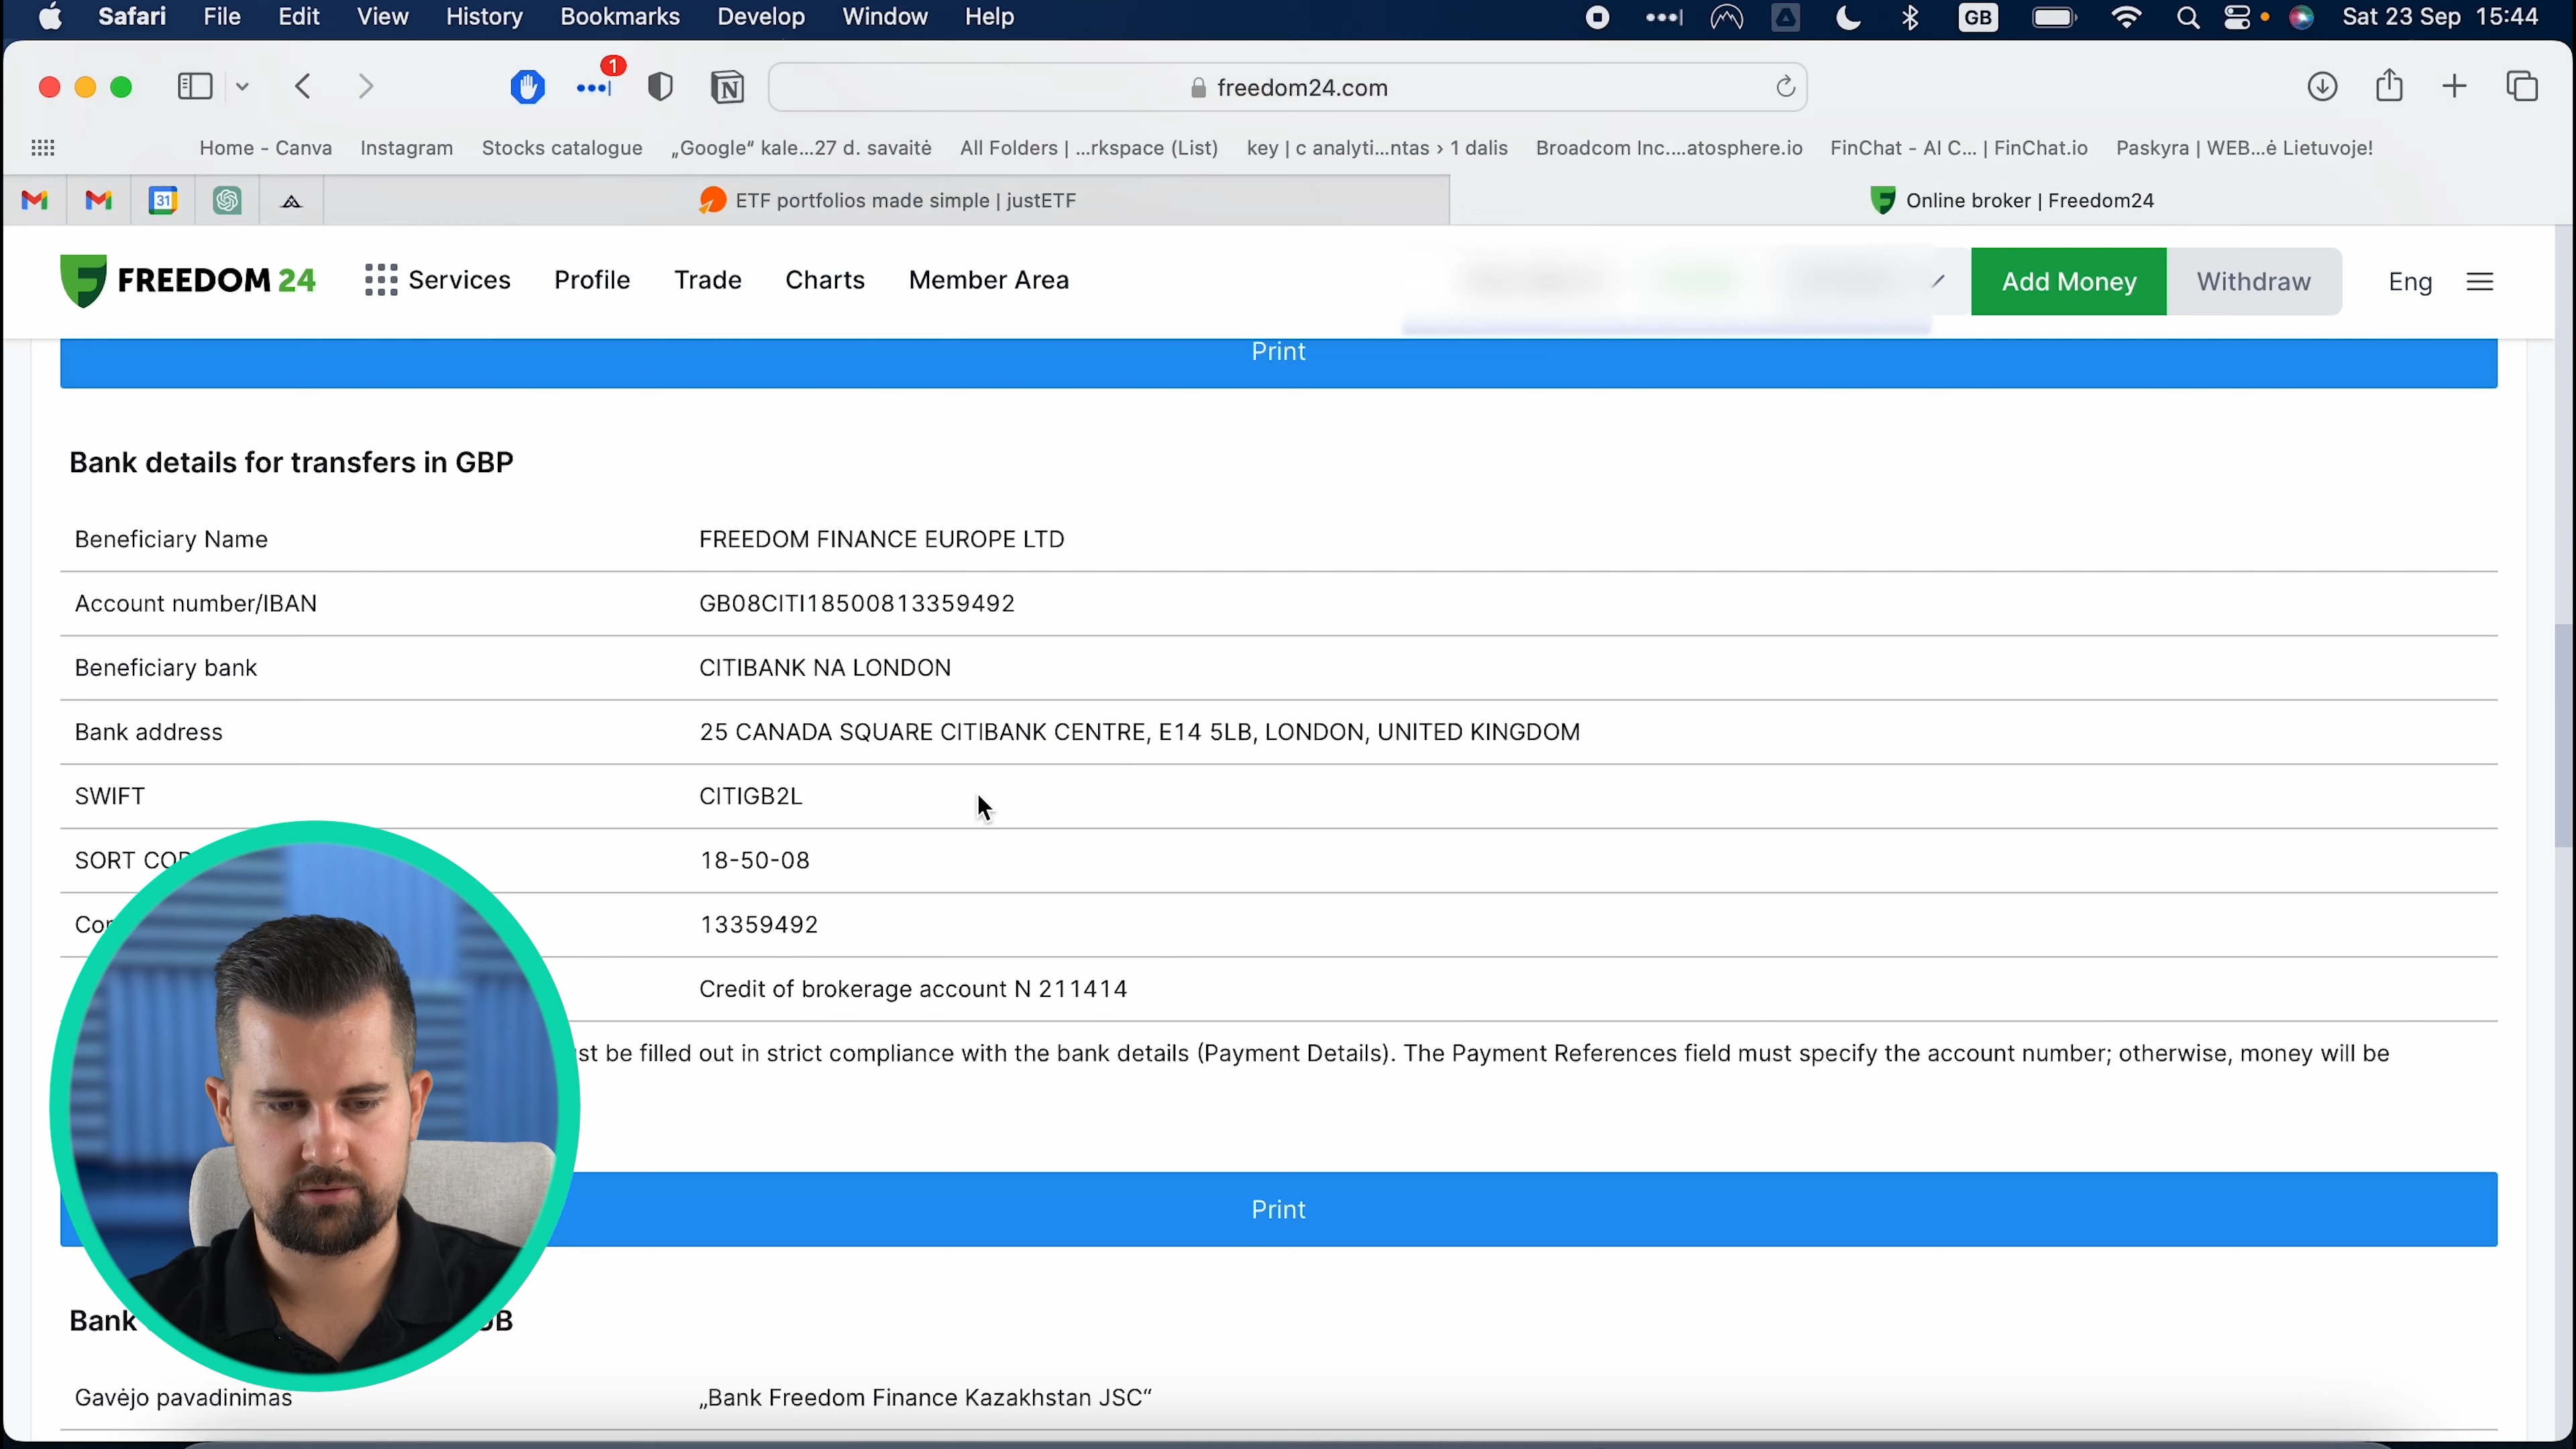 Safari File Edit View History Bookmarks Develop Window Help GB Sat 23 Sep 15:44
1 freedom24.com
Home - Canva Instagram Stocks catalogue „Google“ kale...27 d. savaitė All Folders | ...rkspace (List) key | c analyti...ntas › 1 dalis Broadcom Inc....atosphere.io FinChat - AI C... | FinChat.io Paskyra | WEB...ė Lietuvoje!
31 ETF portfolios made simple | justETF Online broker | Freedom24
FREEDOM 24 Services Profile Trade Charts Member Area Add Money Withdraw Eng
Print
Bank details for transfers in GBP
Beneficiary Name FREEDOM FINANCE EUROPE LTD
Account number/IBAN GB08CITI18500813359492
Beneficiary bank CITIBANK NA LONDON
Bank address 25 CANADA SQUARE CITIBANK CENTRE, E14 5LB, LONDON, UNITED KINGDOM
SWIFT CITIGB2L
SORT 18-50-08
13359492
Credit of brokerage account N 211414
be filled out in strict compliance with the bank details (Payment Details). The Payment References field must specify the account number; otherwise, money will be
Print
Bank
Gavėjo pavadinimas „Bank Freedom Finance Kazakhstan JSC“